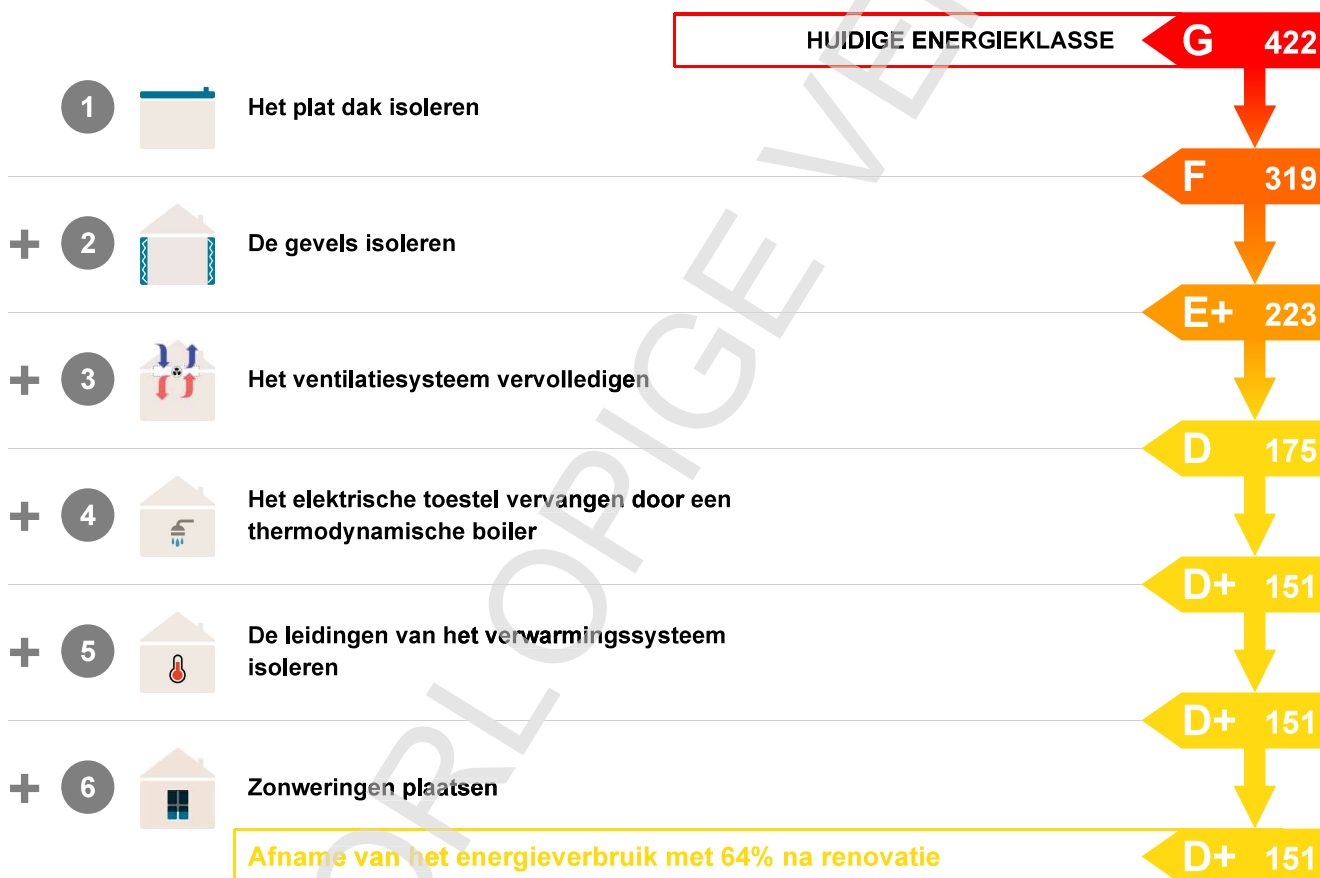 HUIDIGE ENERGIEKLASSE G 422
1 Het plat dak isoleren
F 319
+ 2 De gevels isoleren
E+ 223
+ 3 Het ventilatiesysteem vervolledigen
D 175
+ 4 Het elektrische toestel vervangen door een
thermodynamische boiler
D+ 151
+ 5 De leidingen van het verwarmingssysteem
isoleren
D+ 151
+ 6 Zonweringen plaatsen
Afname van het energieverbruik met 64% na renovatie D+ 151
ORLOPIGE VE